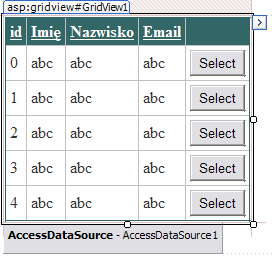 asp:gridview#GridView1
id Imię Nazwisko Email
0 abc abc abc Select
1 abc abc abc Select
2 abc abc abc Select
3 abc abc abc Select
4 abc abc abc Select
AccessDataSource - AccessDataSource1